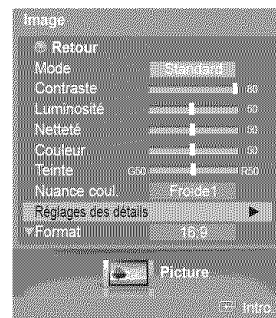 Image
Retour
Mode Standard
Contraste 80
Luminosité 50
Netteté 50
Couleur 50
Teinte G50 R50
Nuance coul. Froide1
Réglages des détails ►
▼Format 16:9
Picture
Intro.